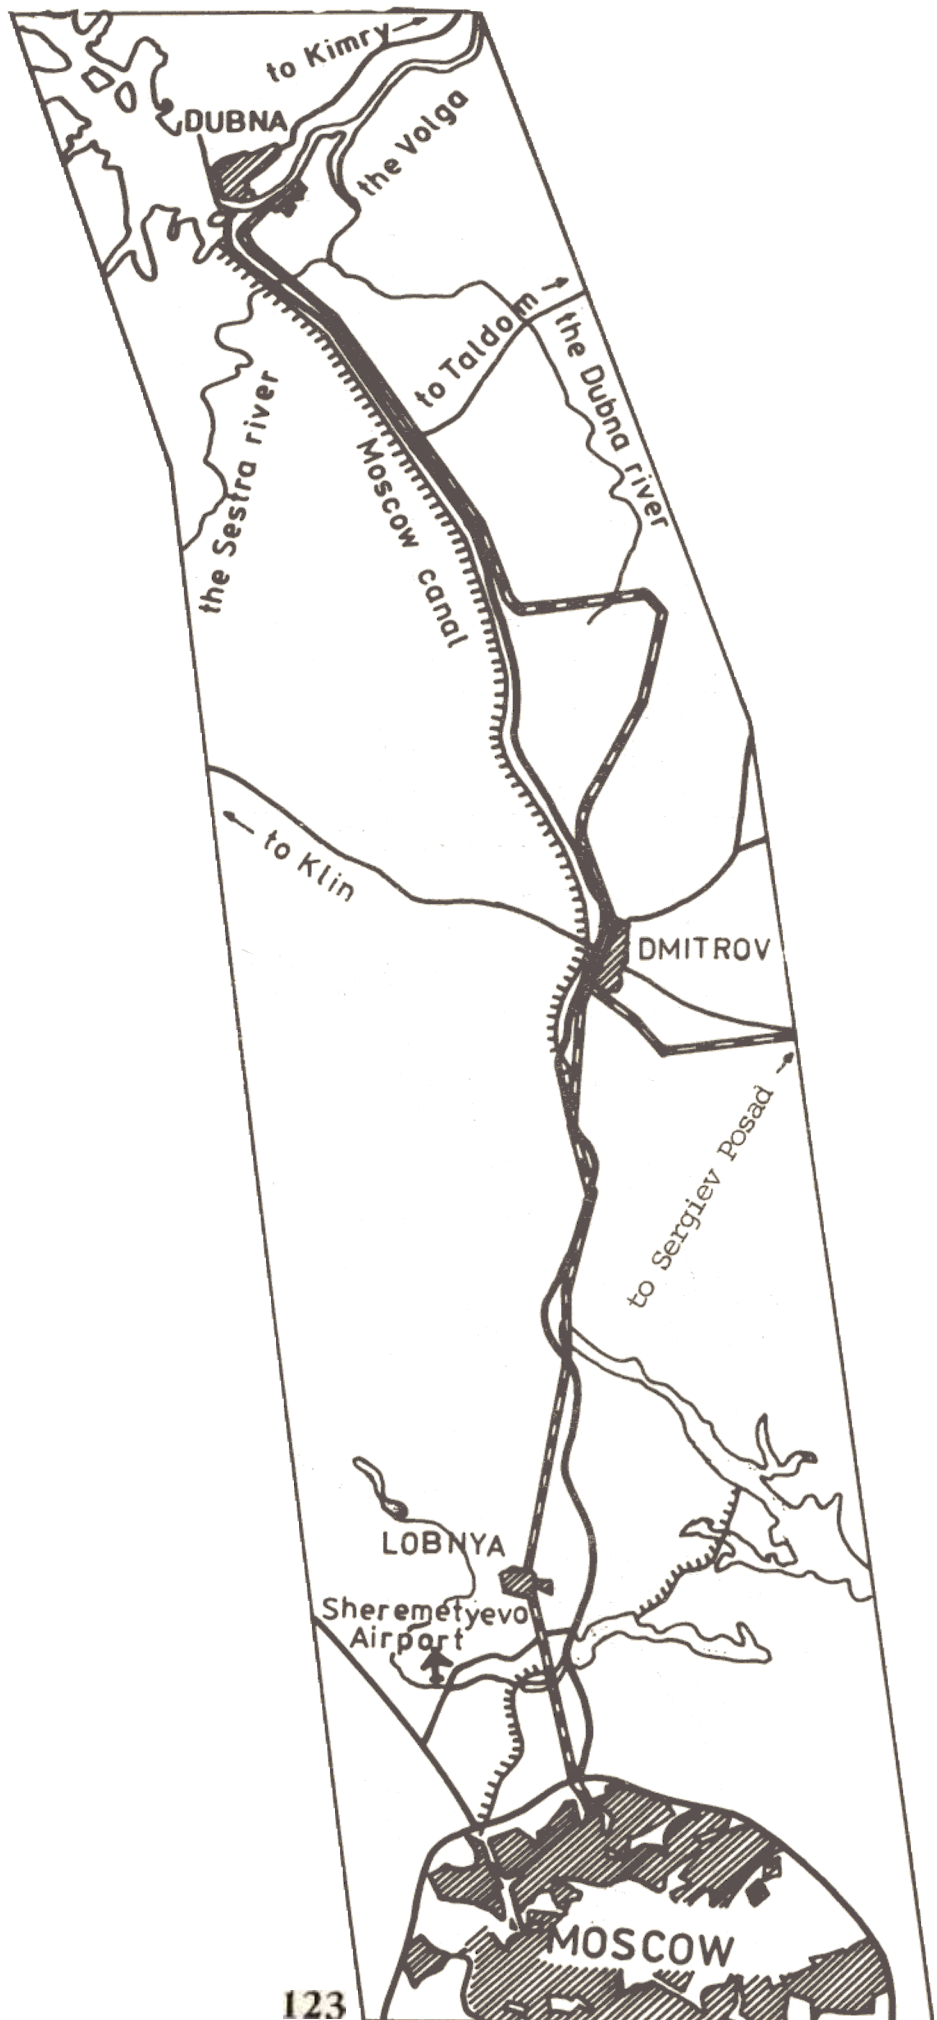 to Kimry
DUBNA
the Volga
to Taldom
the Dubna river
the Sestra river
Moscow canal
to Klin
DMITROV
to Sergiev Posad
LOBNYA
Sheremetyevo
Airport
MOSCOW
123